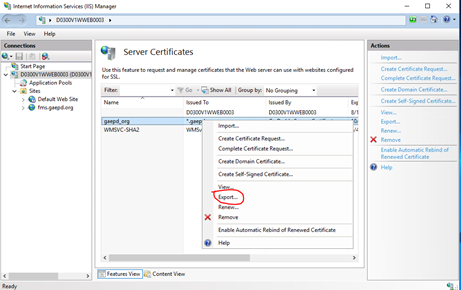 Internet Information Services (IIS) Manager
D0300V1WWEB0003
File View Help
Connections
Start Page
D0300V1WWEB0003
Application Pools
Sites
Default Web Site
fms.gaepd.org
Server Certificates
Use this feature to request and manage certificates that the Web server can use with websites configured
for SSL.
Filter: Go Show All Group by: No Grouping
Name Issued To Issued By
D0300V1WWEB0003 D0300V1WWEB0003
gaepd_org
WMSVC-SHA2
Import...
Create Certificate Request...
Complete Certificate Request...
Create Domain Certificate...
Create Self-Signed Certificate...
View...
Export...
Renew...
Remove
Enable Automatic Rebind of Renewed Certificate
Help
Features View Content View
Ready
Actions
Import...
Create Certificate Request...
Complete Certificate Request...
Create Domain Certificate...
Create Self-Signed Certificate...
View...
Export...
Renew...
Remove
Enable Automatic Rebind of
Renewed Certificate
Help